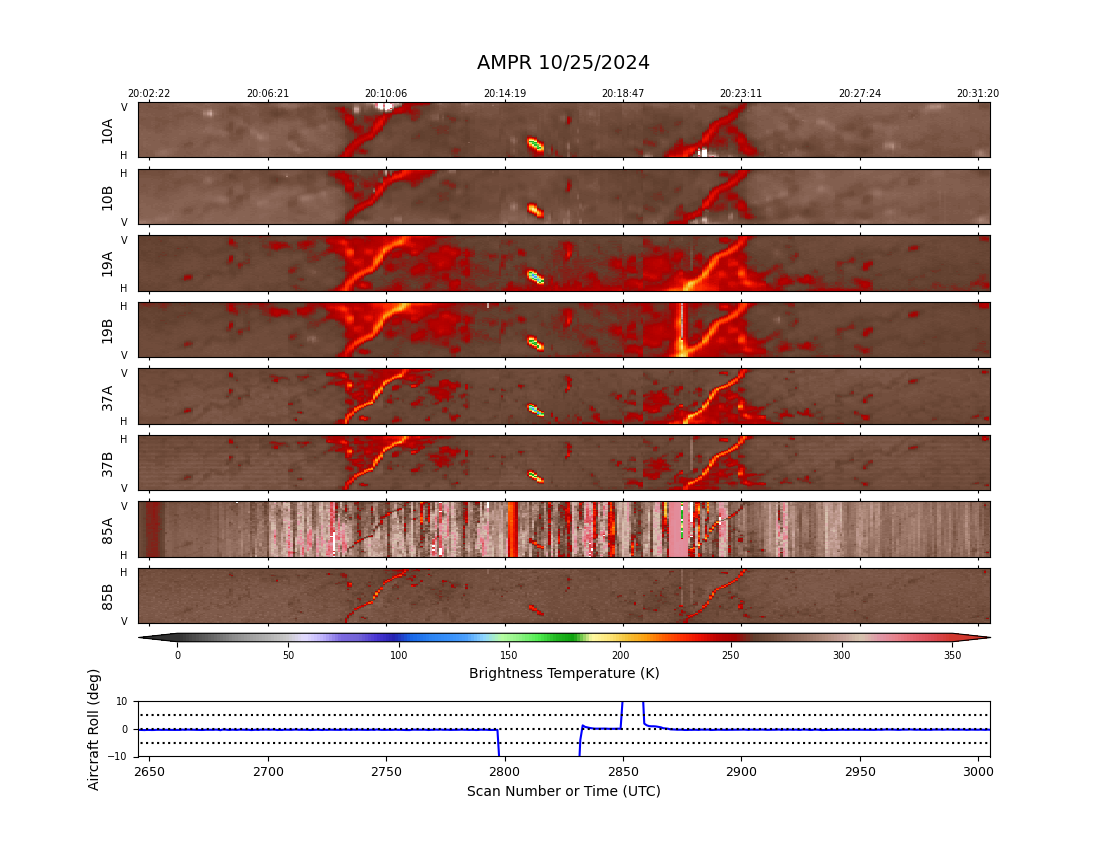 AMPR 10/25/2024
20:02:22 20:06:21 20:10:06 20:14:19 20:18:47 20:23:11 20:27:24 20:31:20
V
10A
H
H
10B
V
V
19A
H
H
19B
V
V
37A
H
H
37B
V
V
85A
H
H
85B
V
0 50 100 150 200 250 300 350
Brightness Temperature (K)
Aircraft Roll (deg)
10
0
−10
2650 2700 2750 2800 2850 2900 2950 3000
Scan Number or Time (UTC)